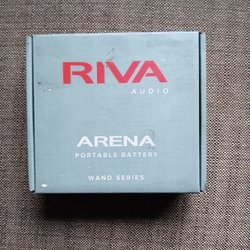 RIVA
AUDIO
ARENA
PORTABLE BATTERY
WAND SERIES